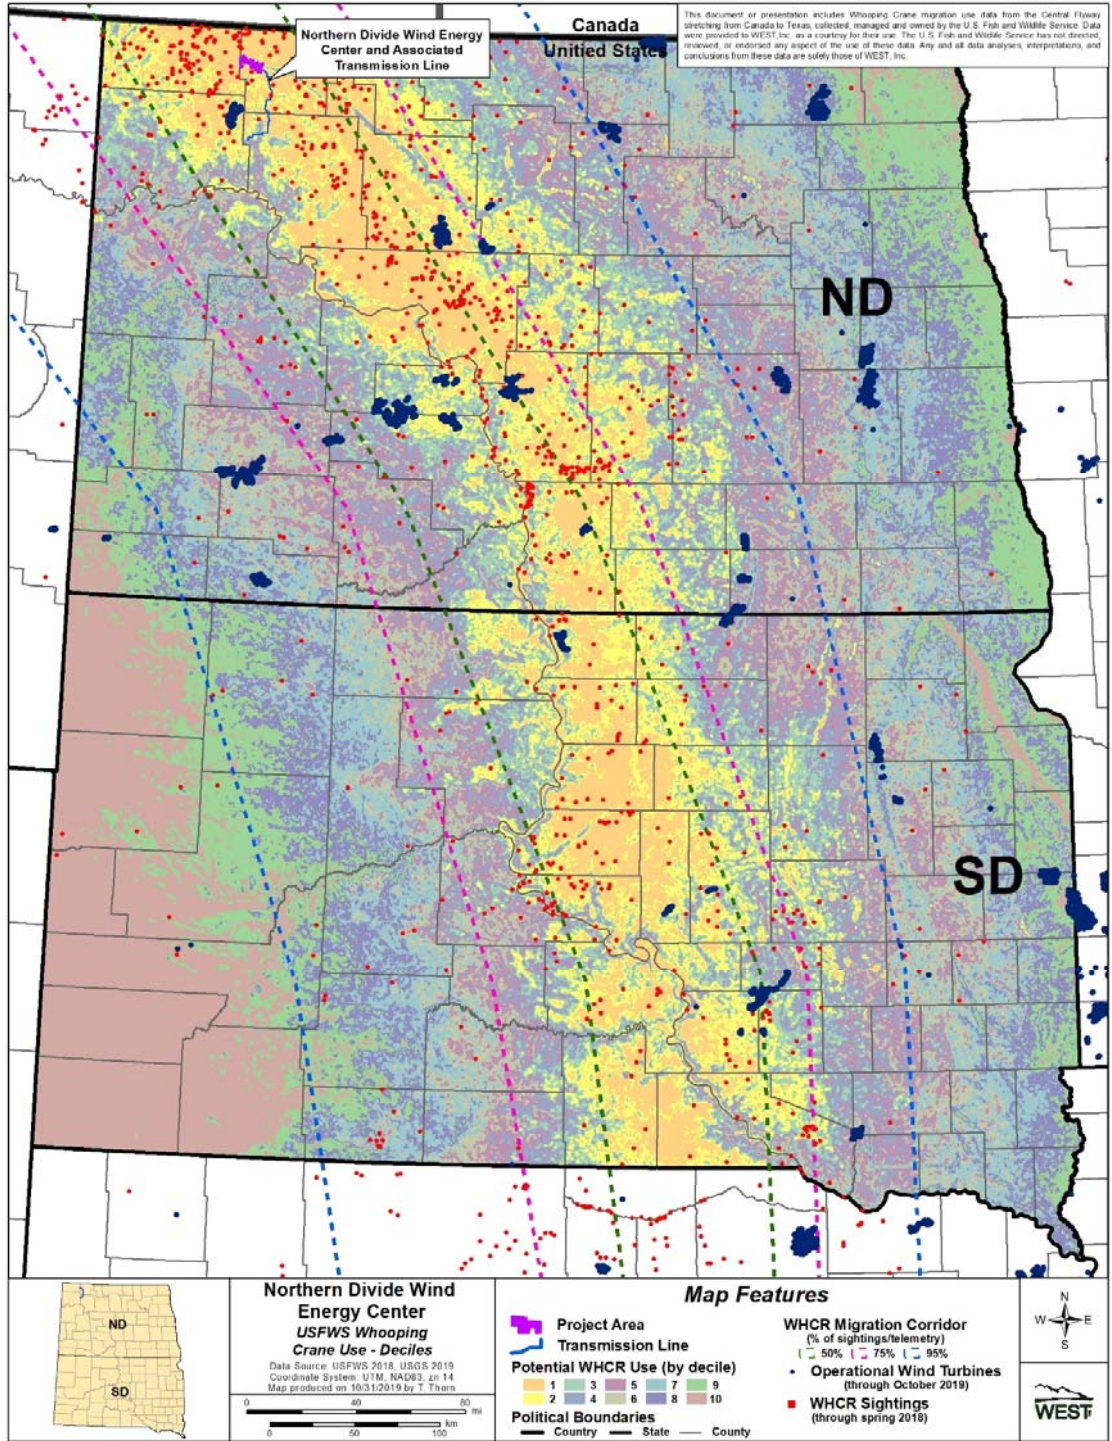 Canada
United States
Northern Divide Wind Energy
Center and Associated
Transmission Line
This document or presentation includes Whooping Crane migration use data from the Central Flyway
stretching from Canada to Texas, collected, managed and owned by the U.S. Fish and Wildlife Service. Data
were provided to WEST, Inc. as a courtesy for their use. The U.S. Fish and Wildlife Service has not directed,
reviewed, or endorsed any aspect of the use of these data. Any and all data analyses, interpretations, and
conclusions from these data are solely those of WEST, Inc.
ND
SD
ND
SD
Northern Divide Wind
Energy Center
USFWS Whooping
Crane Use - Deciles
Data Source: USFWS 2018, USGS 2019
Coordinate System: UTM, NAD83, zn 14
Map produced on 10/31/2019 by T. Thorn
0 40 80
mi
km
0 50 100
Map Features
Project Area
Transmission Line
Potential WHCR Use (by decile)
1 3 5 7 9
2 4 6 8 10
Political Boundaries
Country State County
WHCR Migration Corridor
(% of sightings/telemetry)
50% 75% 95%
Operational Wind Turbines
(through October 2019)
WHCR Sightings
(through spring 2018)
N
W E
S
WEST